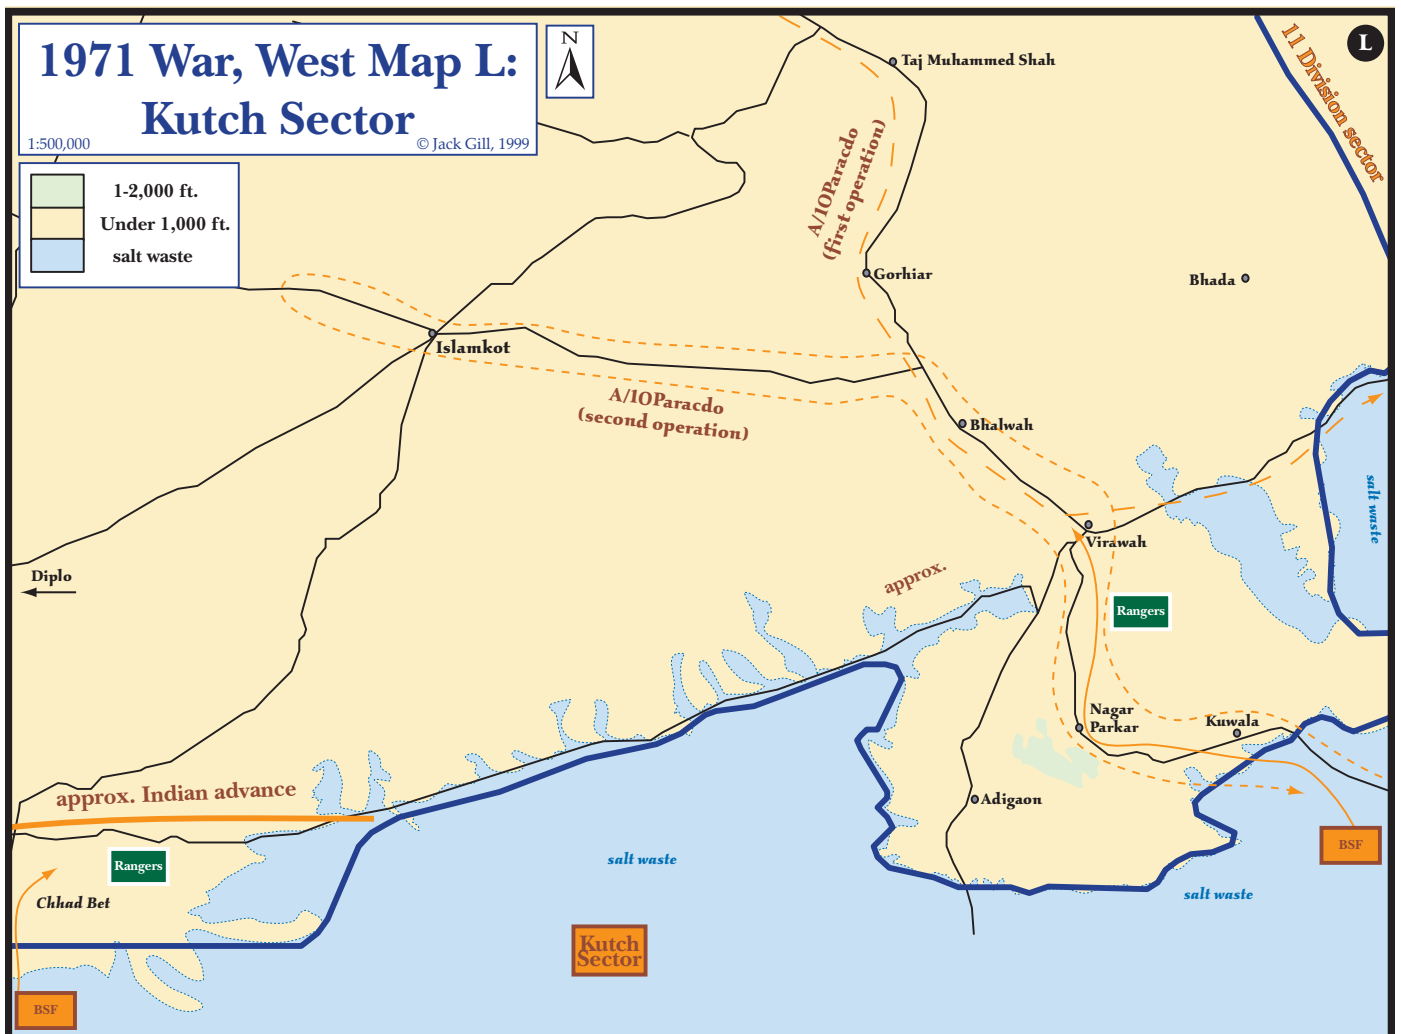 1971 War, West Map L:
Kutch Sector
1:500,000
© Jack Gill, 1999
N
L
11 Division sector
1-2,000 ft.
Under 1,000 ft.
salt waste
Taj Muhammed Shah
A/10Paracdo
(first operation)
Gorhiar
Bhada
Islamkot
A/10Paracdo
(second operation)
Bhalwah
salt waste
Virawah
Diplo
approx.
Rangers
Nagar
Parkar
Kuwala
approx. Indian advance
Adigaon
Rangers
salt waste
BSF
Chhad Bet
salt waste
Kutch
Sector
BSF